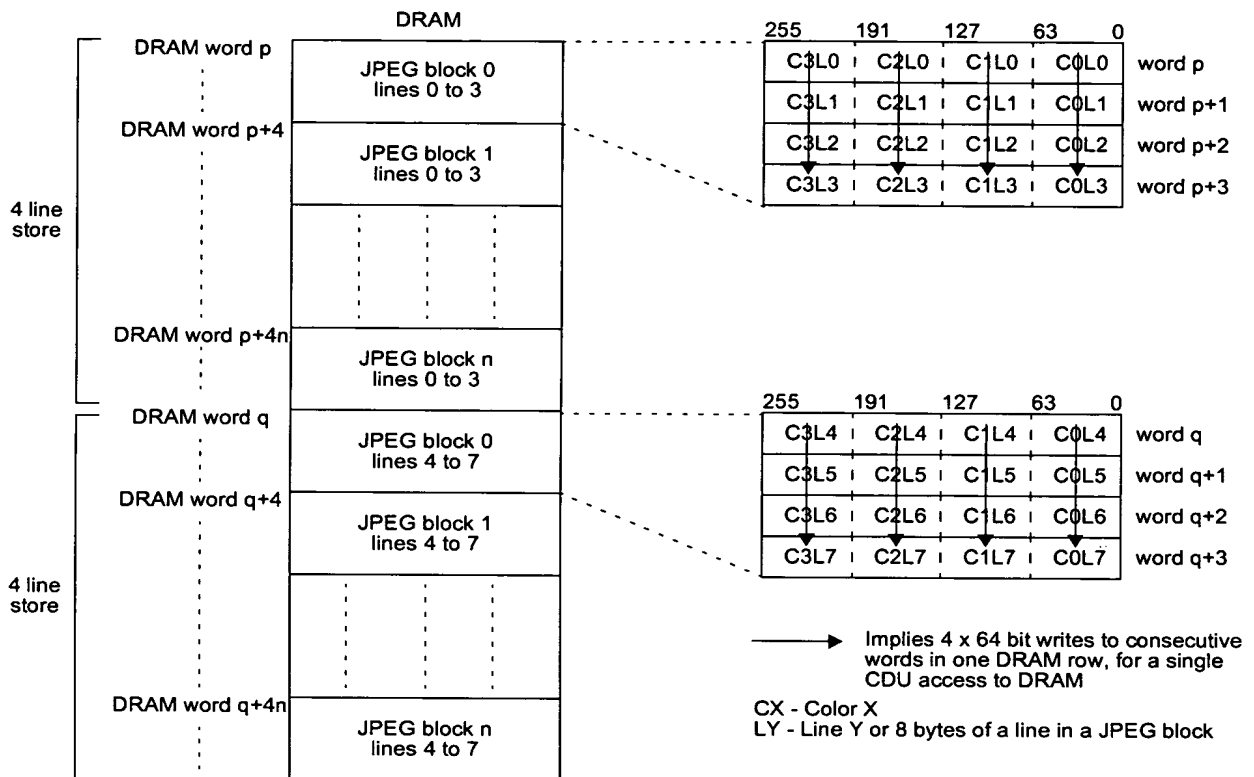 DRAM
DRAM word p
JPEG block 0
lines 0 to 3
DRAM word p+4
JPEG block 1
lines 0 to 3
4 line
store
DRAM word p+4n
JPEG block n
lines 0 to 3
DRAM word q
JPEG block 0
lines 4 to 7
DRAM word q+4
JPEG block 1
lines 4 to 7
4 line
store
DRAM word q+4n
JPEG block n
lines 4 to 7
255 191 127 63 0
C3L0 C2L0 C1L0 C0L0 word p
C3L1 C2L1 C1L1 C0L1 word p+1
C3L2 C2L2 C1L2 C0L2 word p+2
C3L3 C2L3 C1L3 C0L3 word p+3
255 191 127 63 0
C3L4 C2L4 C1L4 C0L4 word q
C3L5 C2L5 C1L5 C0L5 word q+1
C3L6 C2L6 C1L6 C0L6 word q+2
C3L7 C2L7 C1L7 C0L7 word q+3
Implies 4 x 64 bit writes to consecutive
words in one DRAM row, for a single
CDU access to DRAM
CX - Color X
LY - Line Y or 8 bytes of a line in a JPEG block